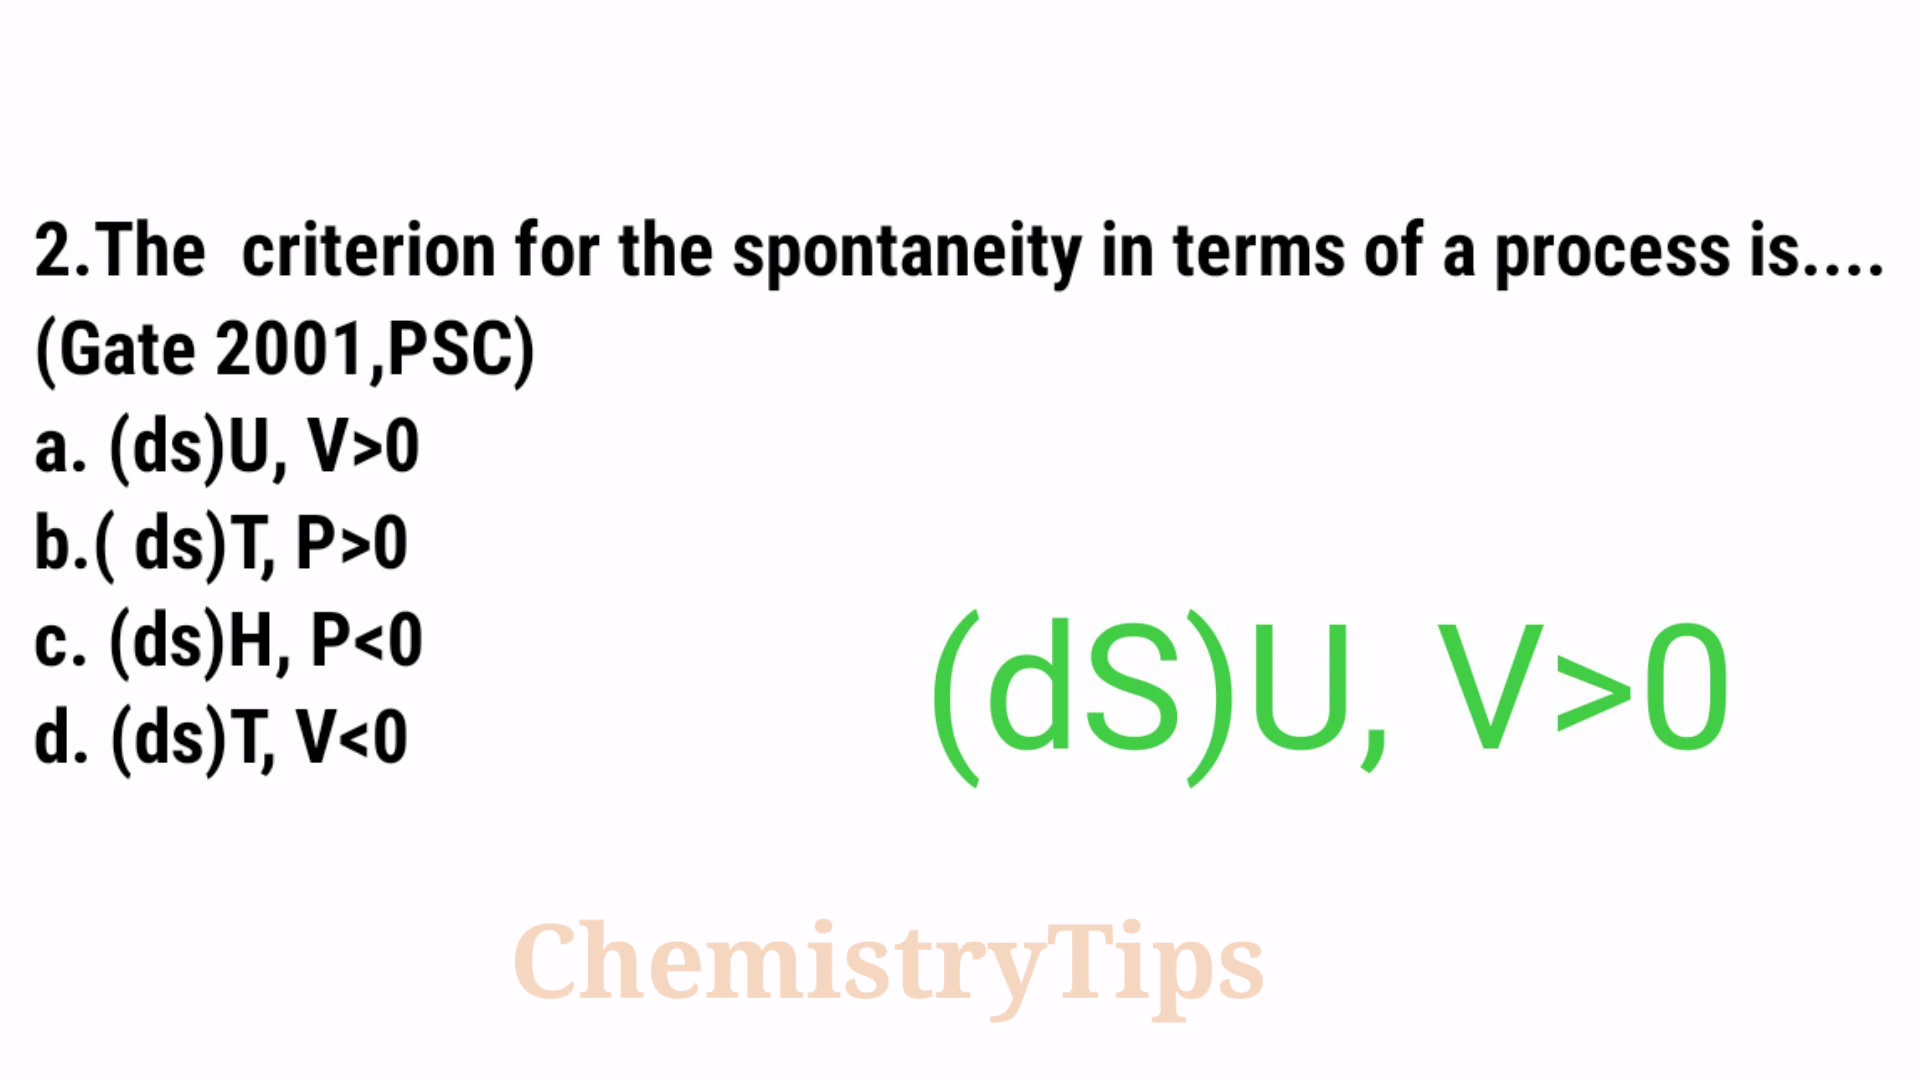 2.The criterion for the spontaneity in terms of a process is....
(Gate 2001,PSC)
a. (ds)U, V>0
b.( ds)T, P>0
c. (ds)H, P<0
d. (ds)T, V<0
(dS)U, V>0
ChemistryTips